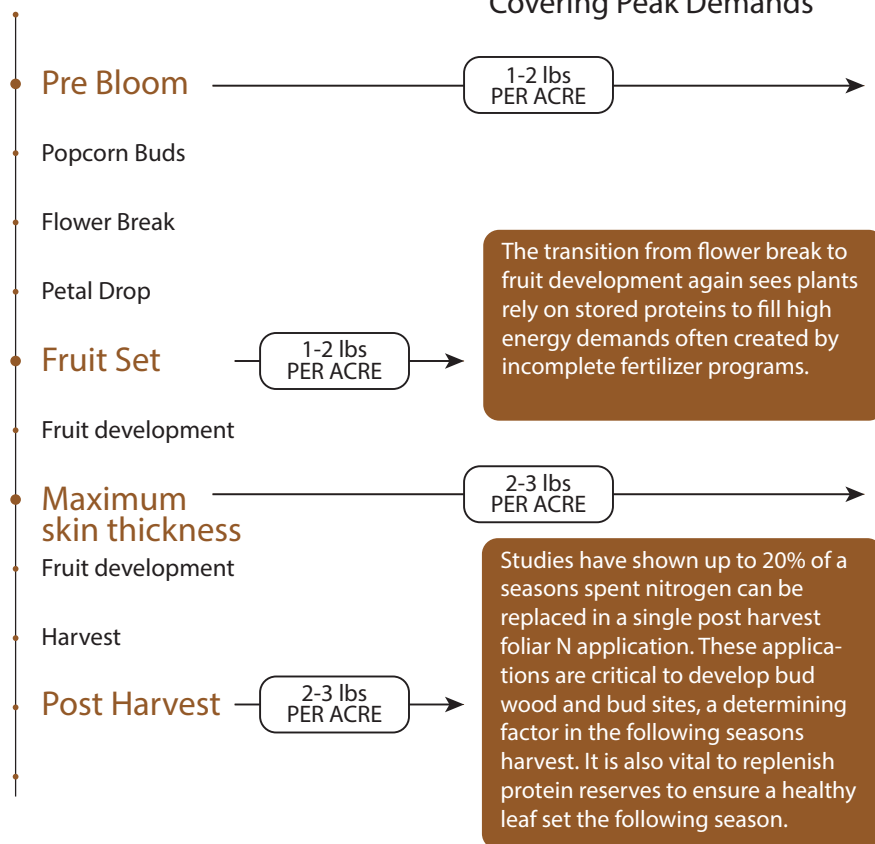 Covering Peak Demands
Pre Bloom
1-2 lbs
PER ACRE
Popcorn Buds
Flower Break
Petal Drop
The transition from flower break to
fruit development again sees plants
rely on stored proteins to fill high
energy demands often created by
incomplete fertilizer programs.
Fruit Set
1-2 lbs
PER ACRE
Fruit development
Maximum
skin thickness
2-3 lbs
PER ACRE
Fruit development
Harvest
Post Harvest
2-3 lbs
PER ACRE
Studies have shown up to 20% of a
seasons spent nitrogen can be
replaced in a single post harvest
foliar N application. These applica-
tions are critical to develop bud
wood and bud sites, a determining
factor in the following seasons
harvest. It is also vital to replenish
protein reserves to ensure a healthy
leaf set the following season.